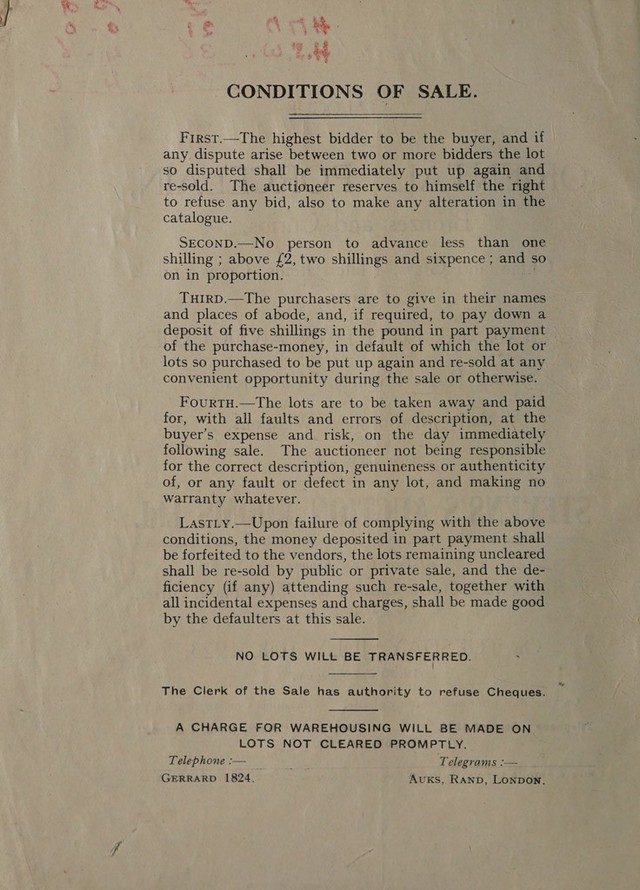 CONDITIONS OF SALE.
FIRST.—The highest bidder to be the buyer, and if
any dispute arise between two or more bidders the lot
so disputed shall be immediately put up again and
re-sold. The auctioneer reserves to himself the right
to refuse any bid, also to make any alteration in the
catalogue.
SECOND.—No person to advance less than one
shilling ; above £2, two shillings and sixpence ; and so
on in proportion.
THIRD.—The purchasers are to give in their names
and places of abode, and, if required, to pay down a
deposit of five shillings in the pound in part payment
of the purchase-money, in default of which the lot or
lots so purchased to be put up again and re-sold at any
convenient opportunity during the sale or otherwise.
FOURTH.—The lots are to be taken away and paid
for, with all faults and errors of description, at the
buyer's expense and risk, on the day immediately
following sale. The auctioneer not being responsible
for the correct description, genuineness or authenticity
of, or any fault or defect in any lot, and making no
warranty whatever.
LASTLY.—Upon failure of complying with the above
conditions, the money deposited in part payment shall
be forfeited to the vendors, the lots remaining uncleared
shall be re-sold by public or private sale, and the de-
ficiency (if any) attending such re-sale, together with
all incidental expenses and charges, shall be made good
by the defaulters at this sale.
NO LOTS WILL BE TRANSFERRED.
The Clerk of the Sale has authority to refuse Cheques.
A CHARGE FOR WAREHOUSING WILL BE MADE ON
LOTS NOT CLEARED PROMPTLY.
Telephone :— Telegrams :—
GERRARD 1824. AUKS, RAND, LONDON.